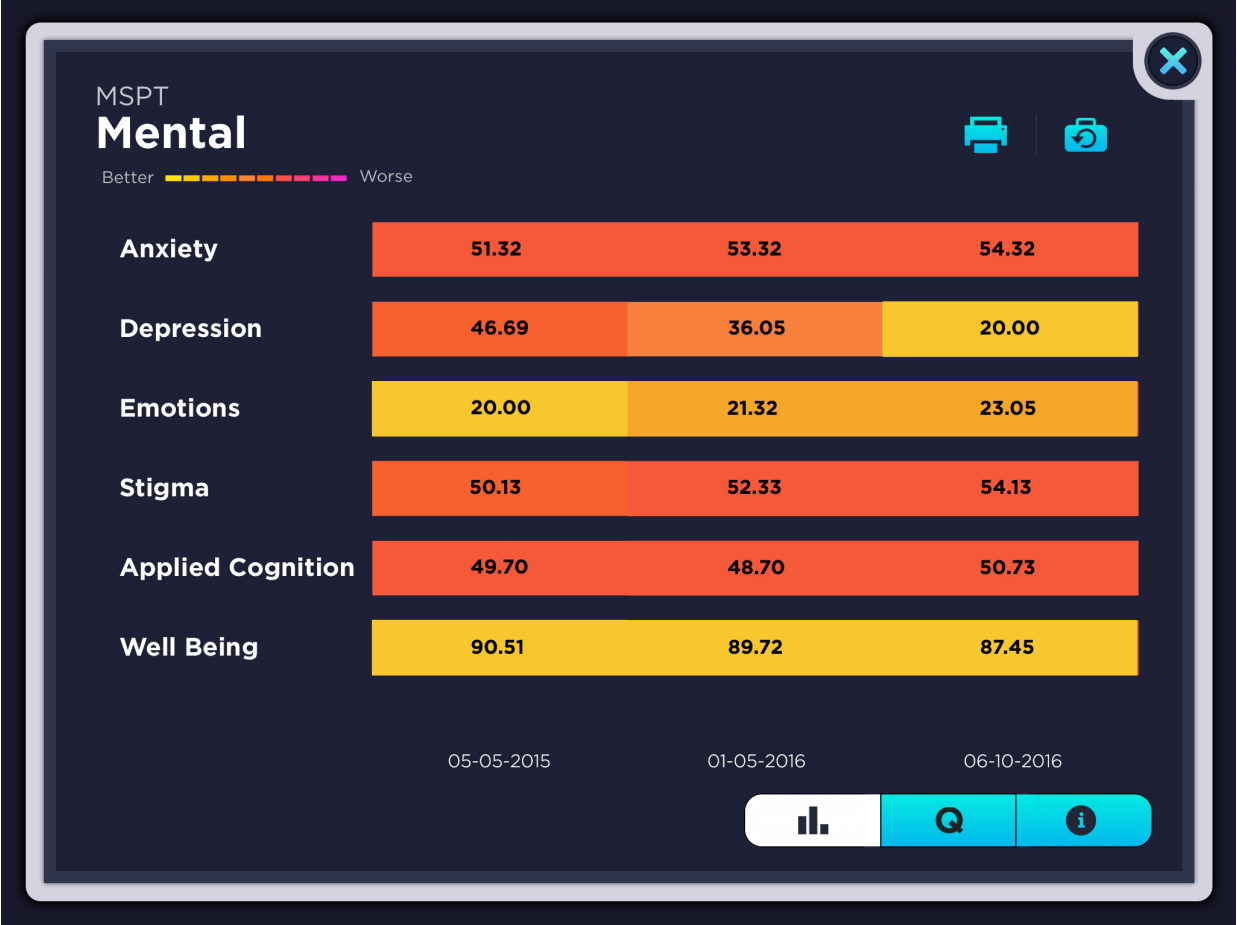 MSPT
Mental
Better Worse
Anxiety 51.32 53.32 54.32
Depression 46.69 36.05 20.00
Emotions 20.00 21.32 23.05
Stigma 50.13 52.33 54.13
Applied Cognition 49.70 48.70 50.73
Well Being 90.51 89.72 87.45
05-05-2015 01-05-2016 06-10-2016
Q i